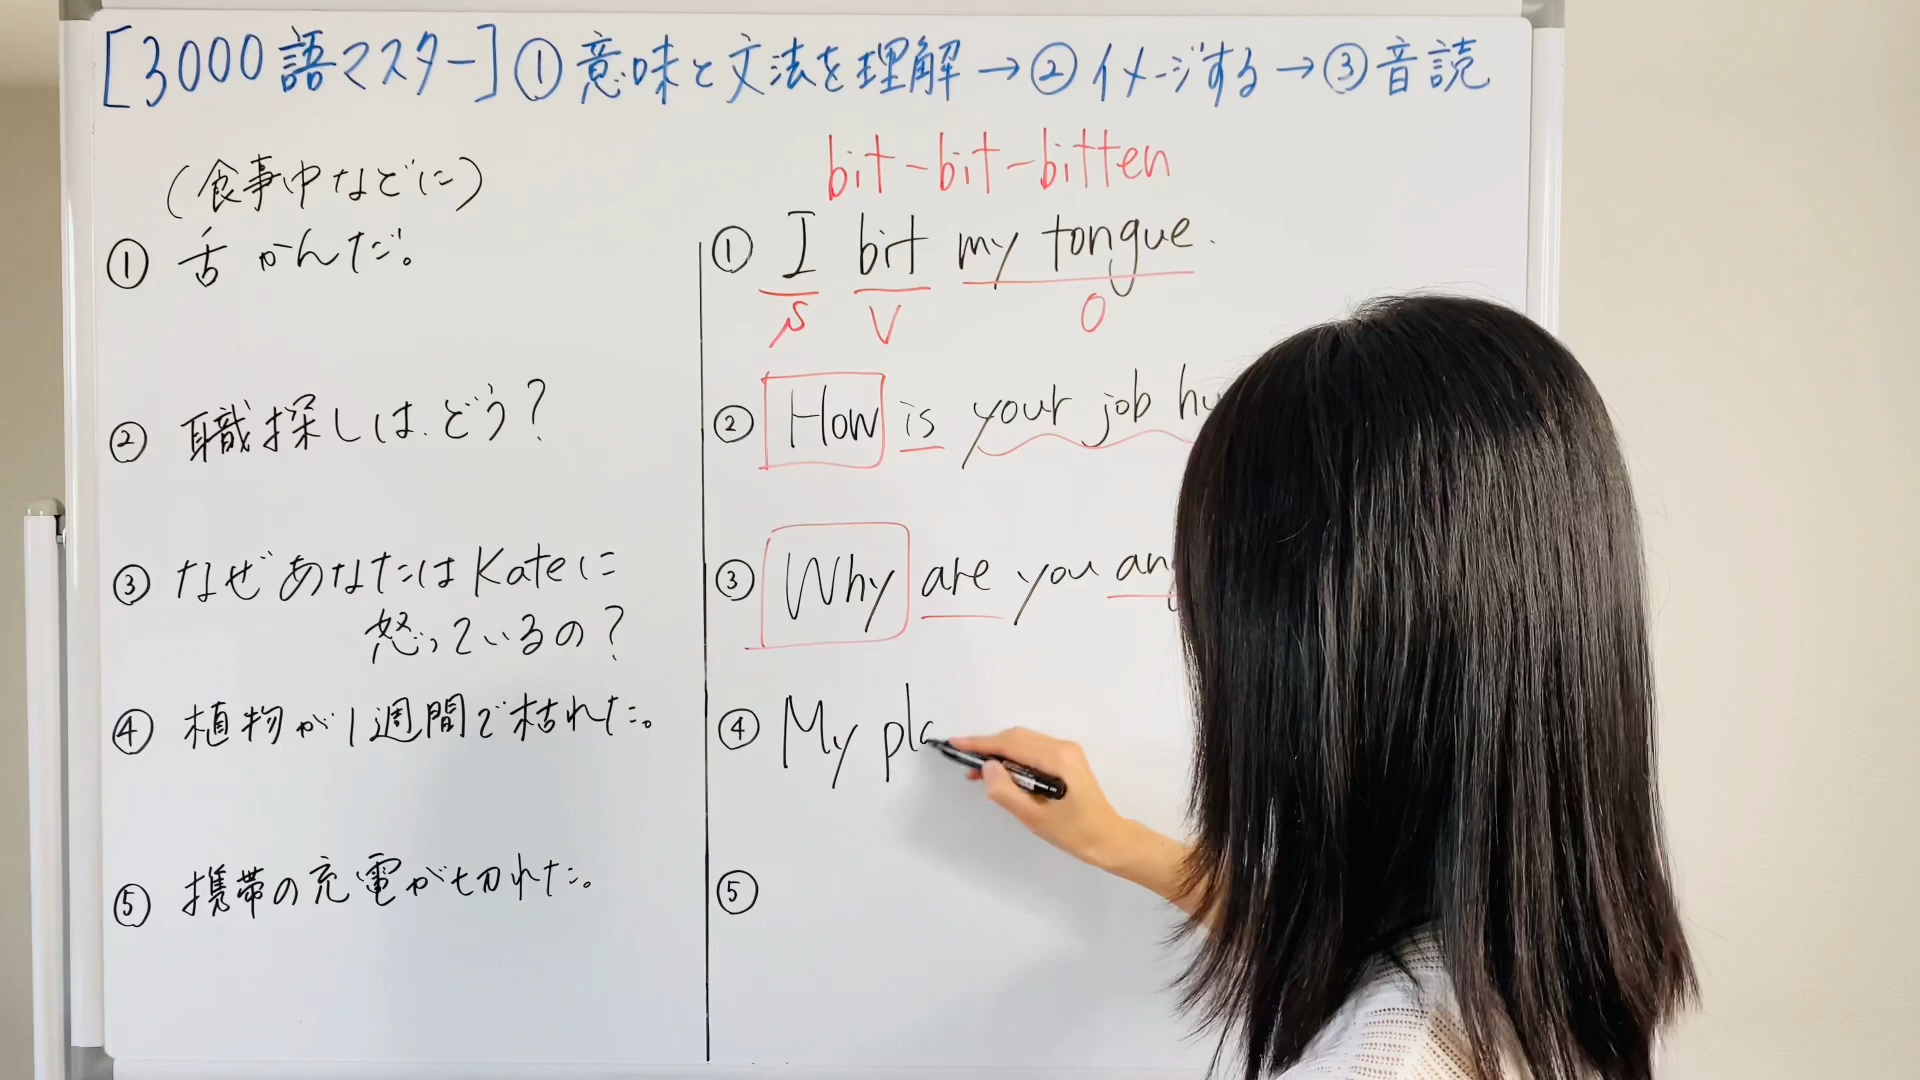 [3000語マスター]①意味と文法を理解→②イメージする→③音読
(食事中などに)
① 舌かんだ。
② 職探しは、どう?
③ なぜあなたはKateに
怒っているの?
④ 植物が1週間で枯れた。
⑤ 携帯の充電が切れた。
bit-bit-bitten
① I bit my tongue.
S V O
② How is your job
③ Why are you
④ My
⑤